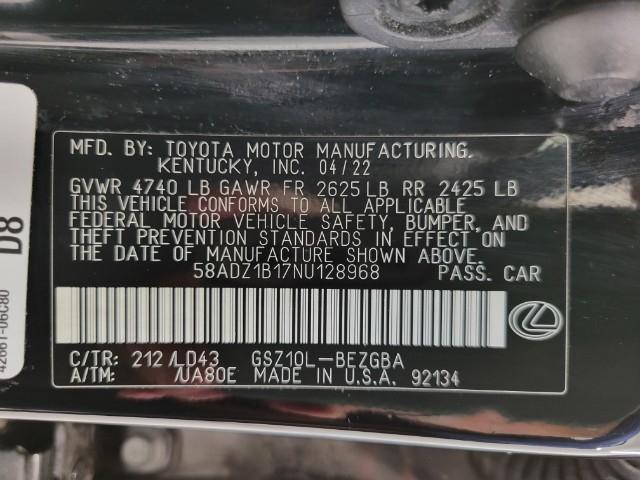 MFD. BY: TOYOTA MOTOR MANUFACTURING.
KENTUCKY, INC. 04/22
GVWR 4740 LB GAWR FR 2625 LB RR 2425 LB
THIS VEHICLE CONFORMS TO ALL APPLICABLE
FEDERAL MOTOR VEHICLE SAFETY, BUMPER, AND
THEFT PREVENTION STANDARDS IN EFFECT ON
THE DATE OF MANUFACTURE SHOWN ABOVE.
58ADZ1B17NU128968 PASS. CAR
C/TR: 212 /LD43 GSZ10L-BEZGBA
A/TM: /UA80E MADE IN U.S.A. 92134
D8
42661-06C80